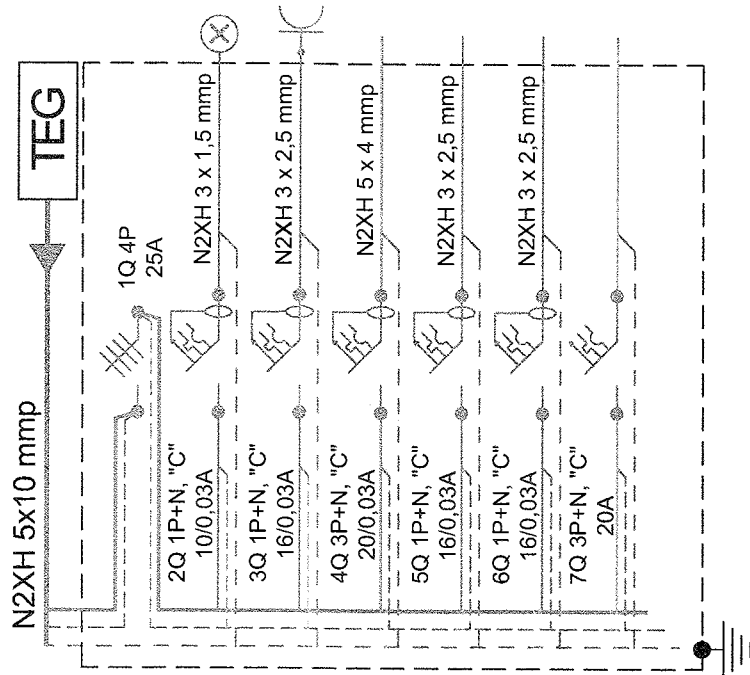 TEG
N2XH 5x10 mmp
1Q 4P
25A
2Q 1P+N, "C"
10/0,03A
N2XH 3 x 1,5 mmp
3Q 1P+N, "C"
16/0,03A
N2XH 3 x 2,5 mmp
4Q 3P+N, "C"
20/0,03A
N2XH 5 x 4 mmp
5Q 1P+N, "C"
16/0,03A
N2XH 3 x 2,5 mmp
6Q 1P+N, "C"
16/0,03A
N2XH 3 x 2,5 mmp
7Q 3P+N, "C"
20A